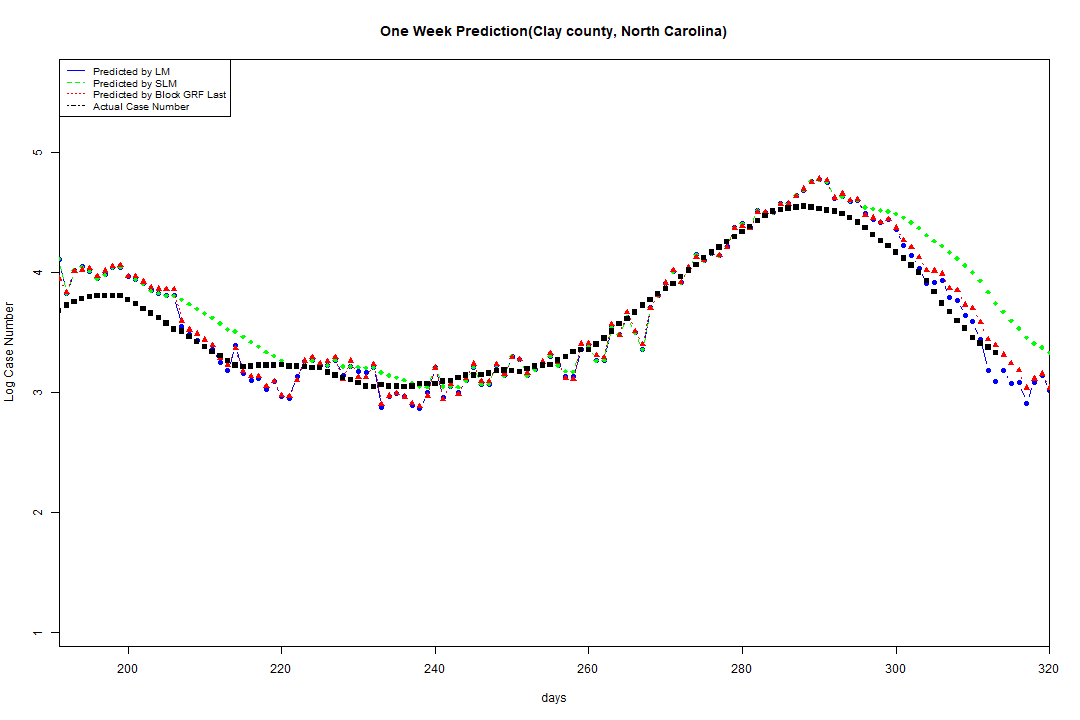 One Week Prediction(Clay county, North Carolina)
Predicted by LM
Predicted by SLM
Predicted by Block GRF Last
Actual Case Number
5
4
3
2
1
Log Case Number
200 220 240 260 280 300 320
days